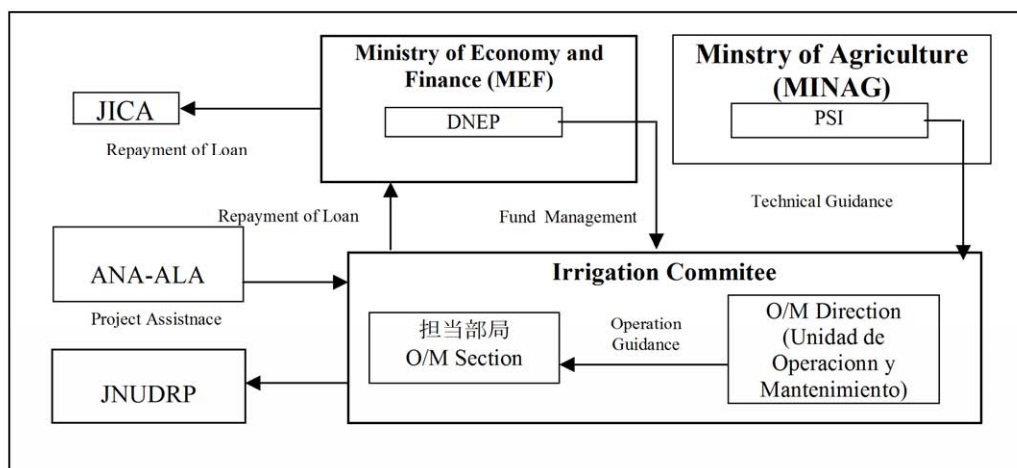 Ministry of Economy and
Finance (MEF)
DNEP
Minstry of Agriculture
(MINAG)
PSI
JICA
Repayment of Loan
Repayment of Loan
Fund Management
Technical Guidance
ANA-ALA
Project Assistnace
JNUDRP
Irrigation Commitee
担当部局
O/M Section
Operation
Guidance
O/M Direction
(Unidad de
Operacionn y
Mantenimiento)